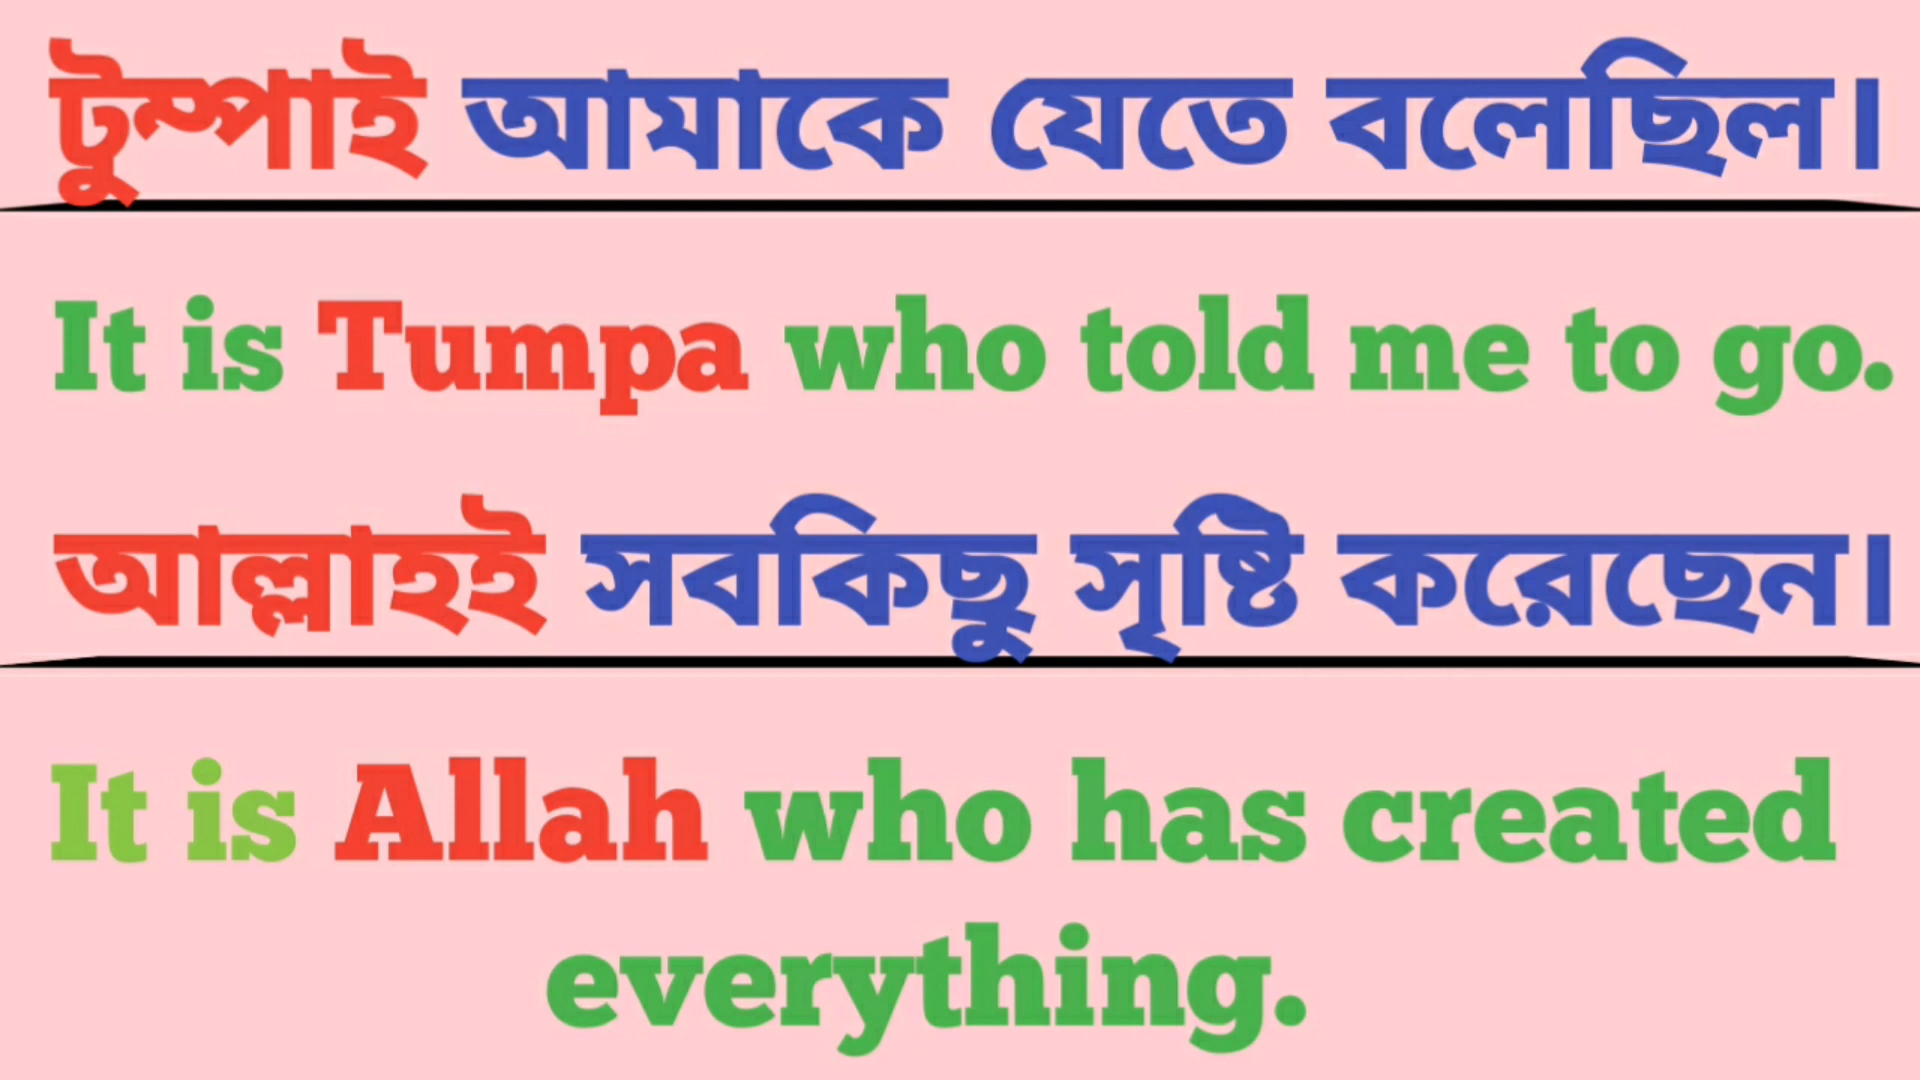 টুম্পাই আমাকে যেতে বলেছিল।
It is Tumpa who told me to go.
আল্লাহই সবকিছু সৃষ্টি করেছেন।
It is Allah who has created
everything.